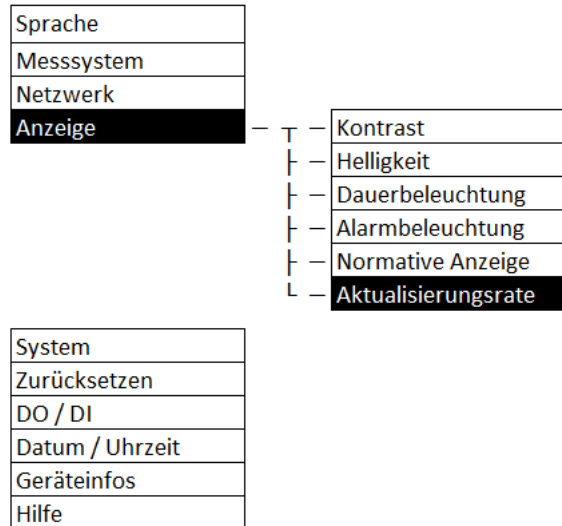 Sprache
Messsystem
Netzwerk
Anzeige
Kontrast
Helligkeit
Dauerbeleuchtung
Alarmbeleuchtung
Normative Anzeige
Aktualisierungsrate
System
Zurücksetzen
DO / DI
Datum / Uhrzeit
Geräteinfos
Hilfe